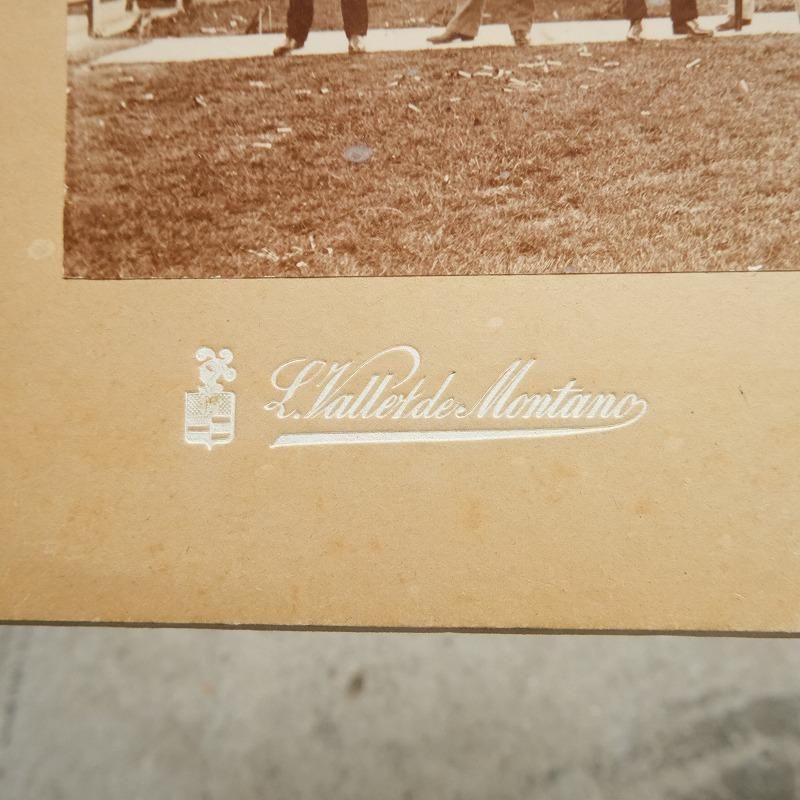 L. Vallet de Montano